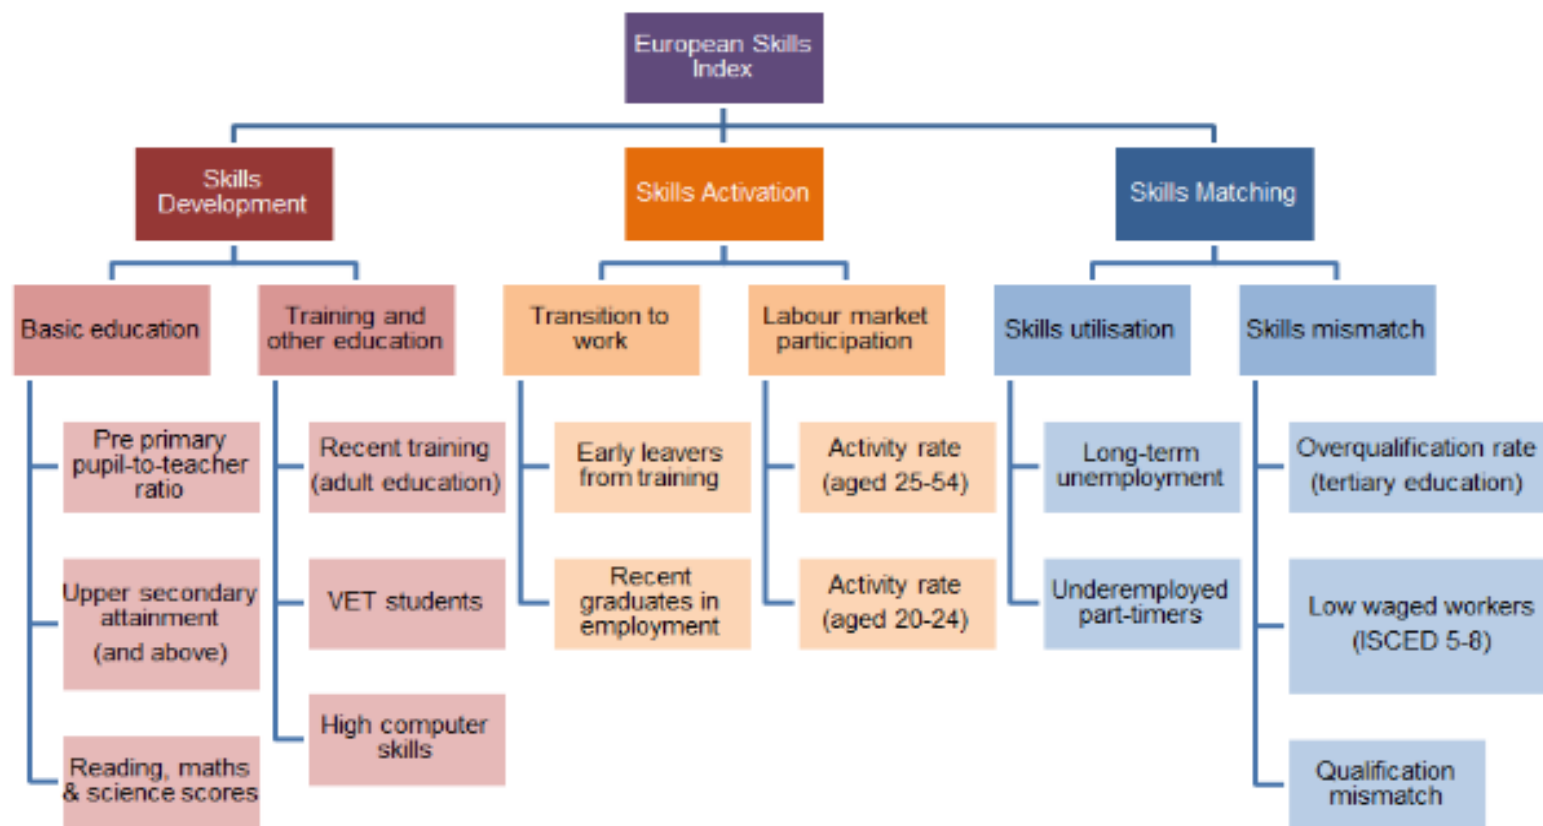 European Skills
Index
Skills
Development
Skills Activation
Skills Matching
Basic education
Training and
other education
Transition to
work
Labour market
participation
Skills utilisation
Skills mismatch
Pre primary
pupil-to-teacher
ratio
Recent training
(adult education)
Early leavers
from training
Activity rate
(aged 25-54)
Long-term
unemployment
Overqualification rate
(tertiary education)
Upper secondary
attainment
(and above)
VET students
Recent
graduates in
employment
Activity rate
(aged 20-24)
Underemployed
part-timers
Low waged workers
(ISCED 5-8)
Reading, maths
& science scores
High computer
skills
Qualification
mismatch